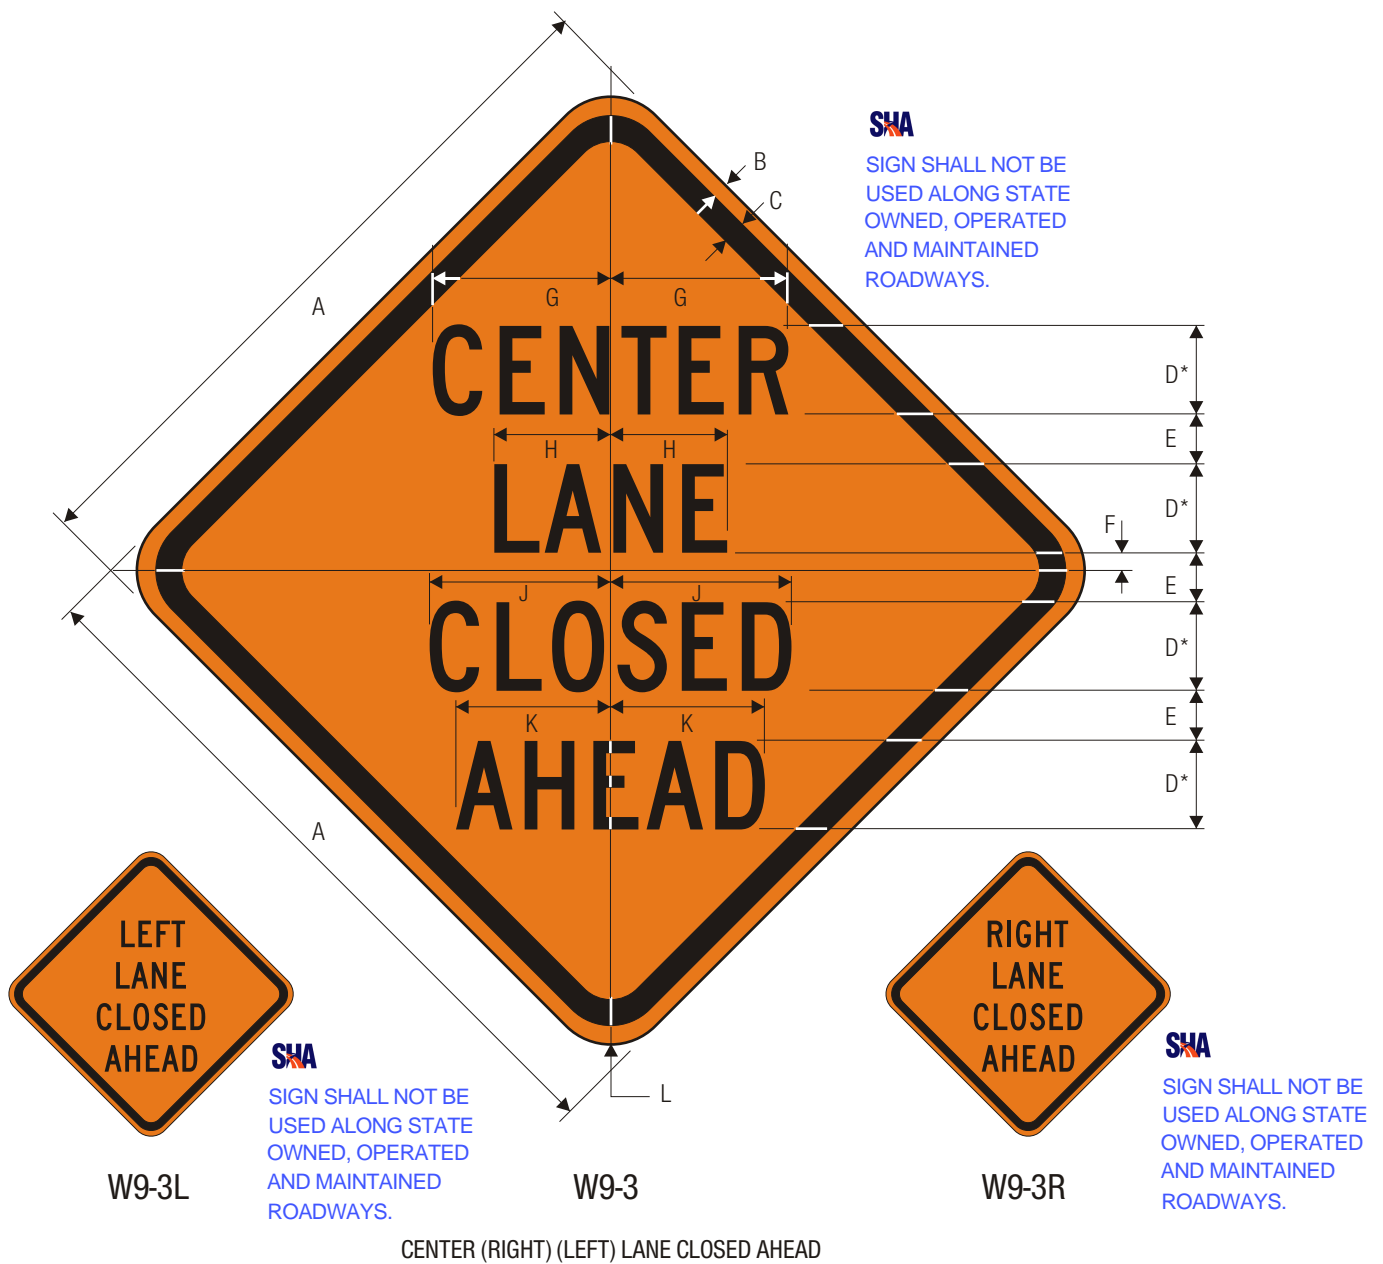 SHA
SIGN SHALL NOT BE
USED ALONG STATE
OWNED, OPERATED
AND MAINTAINED
ROADWAYS.
B
C
A
G G
CENTER
D*
E
H H
LANE
D*
F
E
J J
CLOSED
D*
E
K K
AHEAD
D*
A
L
LEFT
LANE
CLOSED
AHEAD
SHA
SIGN SHALL NOT BE
USED ALONG STATE
OWNED, OPERATED
AND MAINTAINED
ROADWAYS.
W9-3L
W9-3
RIGHT
LANE
CLOSED
AHEAD
SHA
SIGN SHALL NOT BE
USED ALONG STATE
OWNED, OPERATED
AND MAINTAINED
ROADWAYS.
W9-3R
CENTER (RIGHT) (LEFT) LANE CLOSED AHEAD